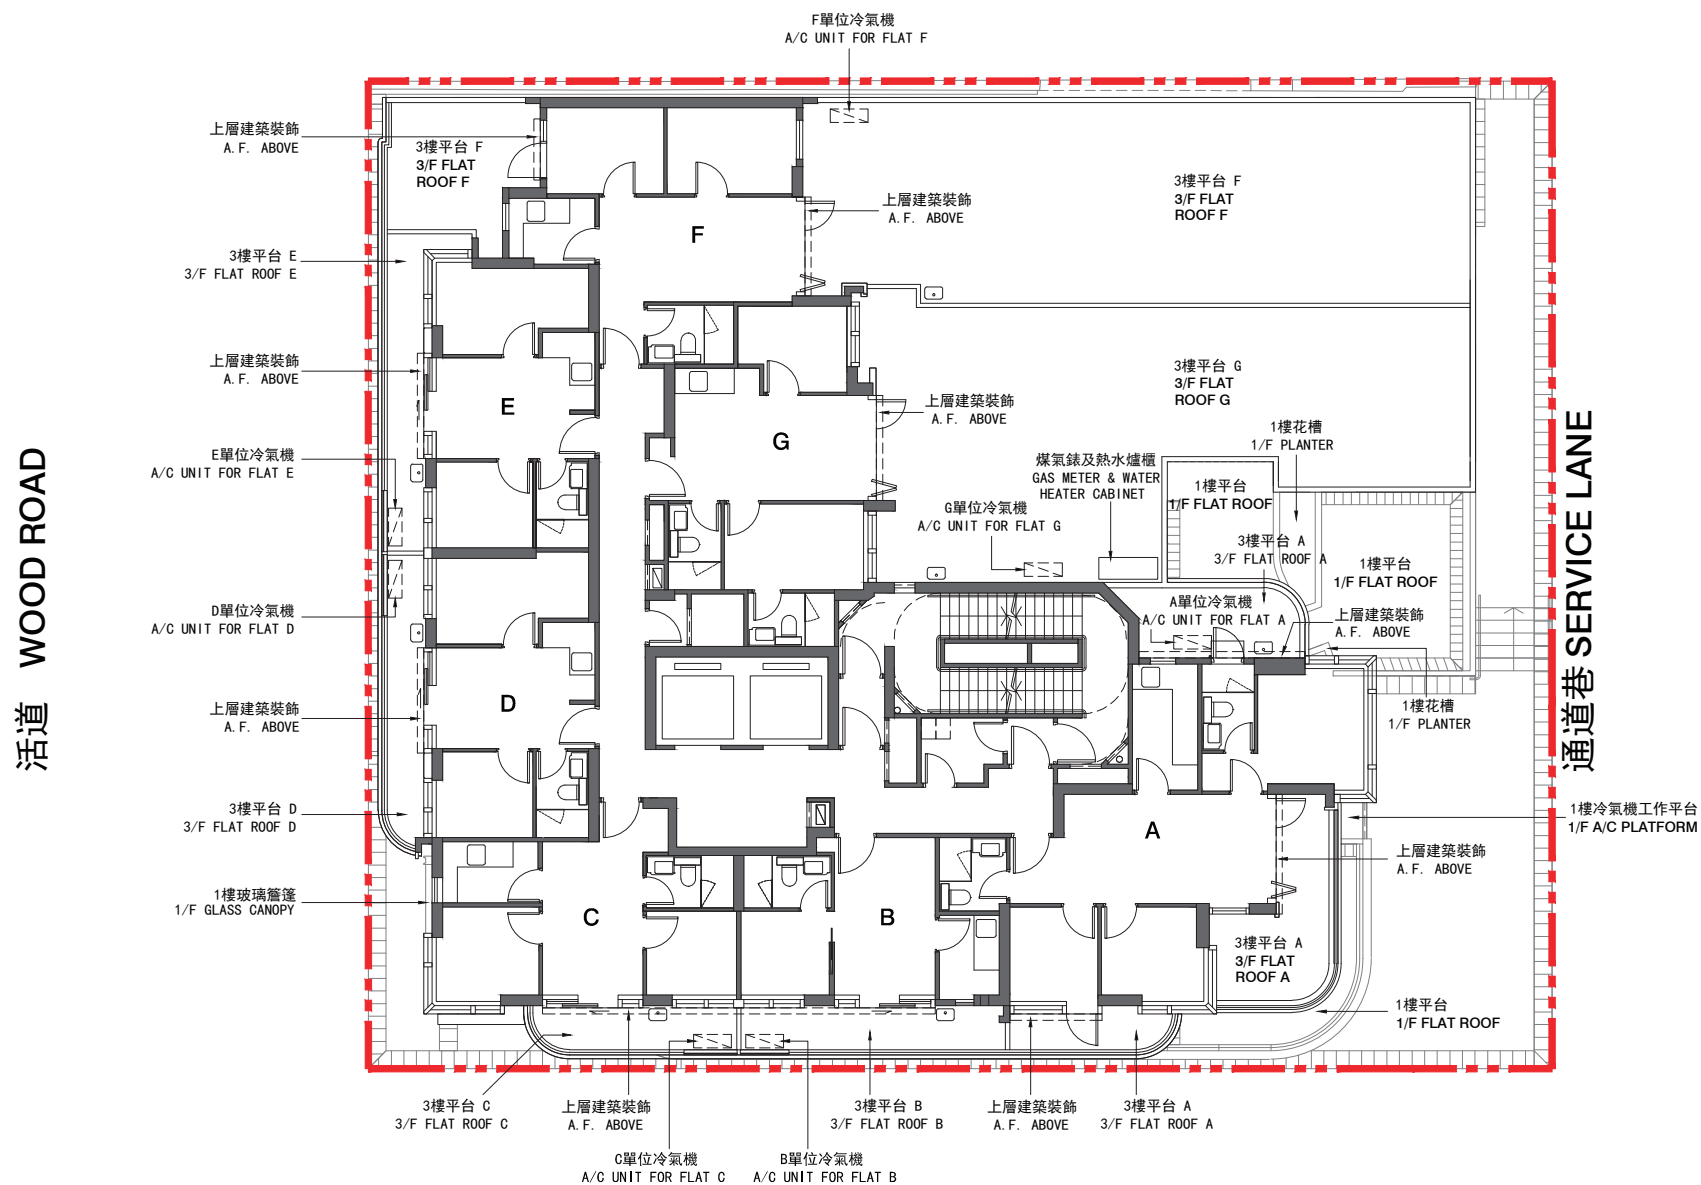 F單位冷氣機
A/C UNIT FOR FLAT F
上層建築裝飾
A.F. ABOVE
3樓平台 F
3/F FLAT
ROOF F
3樓平台 F
3/F FLAT
ROOF F
上層建築裝飾
A.F. ABOVE
F
3樓平台 E
3/F FLAT ROOF E
上層建築裝飾
A.F. ABOVE
3樓平台 G
3/F FLAT
ROOF G
E
上層建築裝飾
A.F. ABOVE
G
1樓花槽
1/F PLANTER
E單位冷氣機
A/C UNIT FOR FLAT E
煤氣錶及熱水爐櫃
GAS METER & WATER
HEATER CABINET
1樓平台
1/F FLAT ROOF
G單位冷氣機
A/C UNIT FOR FLAT G
3樓平台 A
3/F FLAT ROOF A
1樓平台
1/F FLAT ROOF
活道 WOOD ROAD
通道巷 SERVICE LANE
D單位冷氣機
A/C UNIT FOR FLAT D
A單位冷氣機
A/C UNIT FOR FLAT A
上層建築裝飾
A.F. ABOVE
D
上層建築裝飾
A.F. ABOVE
1樓花槽
1/F PLANTER
3樓平台 D
3/F FLAT ROOF D
1樓冷氣機工作平台
1/F A/C PLATFORM
A
上層建築裝飾
A.F. ABOVE
1樓玻璃簷篷
1/F GLASS CANOPY
C
B
3樓平台 A
3/F FLAT
ROOF A
1樓平台
1/F FLAT ROOF
3樓平台 C
3/F FLAT ROOF C
上層建築裝飾
A.F. ABOVE
3樓平台 B
3/F FLAT ROOF B
上層建築裝飾
A.F. ABOVE
3樓平台 A
3/F FLAT ROOF A
C單位冷氣機
A/C UNIT FOR FLAT C
B單位冷氣機
A/C UNIT FOR FLAT B